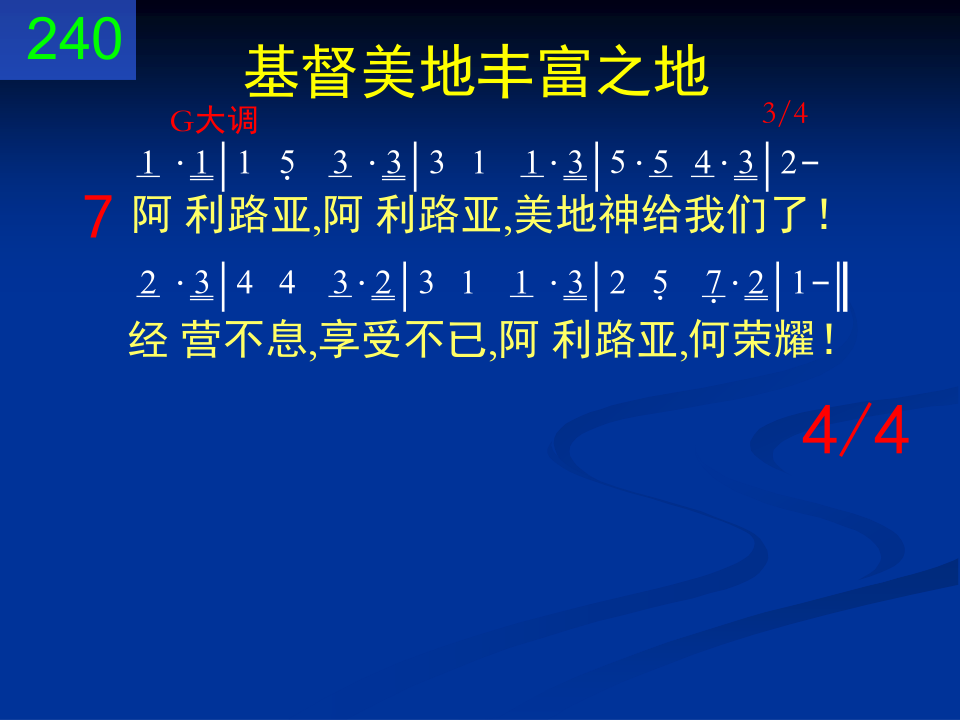 240
基督美地丰富之地
G大调 3/4
1 · 1 | 1 5̣ 3 · 3 | 3 1 1 · 3 | 5 · 5 4 · 3 | 2 -
7 阿 利路亚,阿 利路亚,美地神给我们了！
2 · 3 | 4 4 3 · 2 | 3 1 1 · 3 | 2 5̣ 7̣ · 2 | 1 - ‖
经 营不息,享受不已,阿 利路亚,何荣耀！
4/4